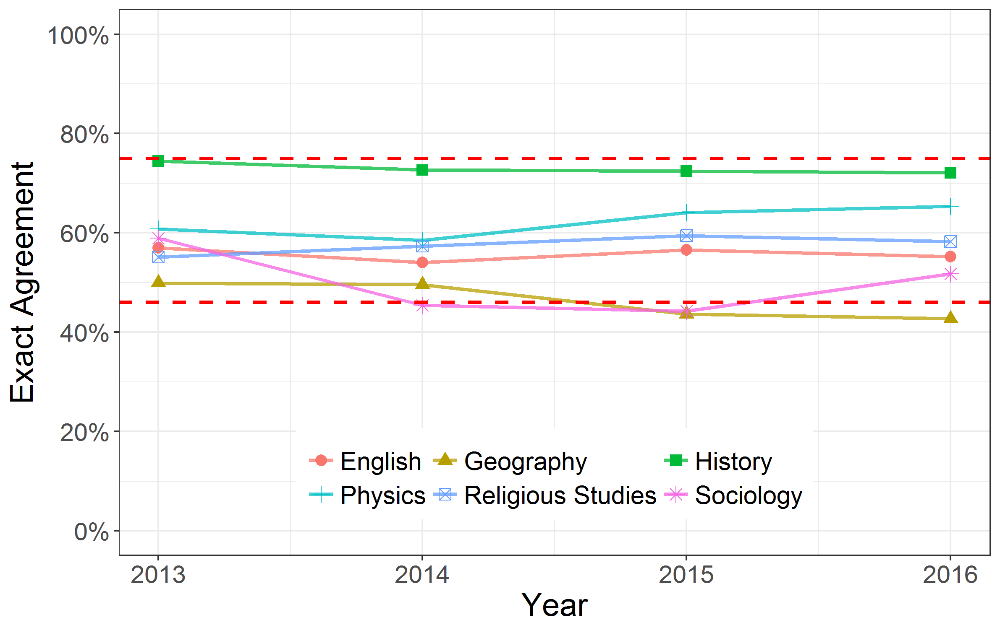 100%
80%
60%
40%
20%
0%
Exact Agreement
English Geography History
Physics Religious Studies Sociology
2013 2014 2015 2016
Year